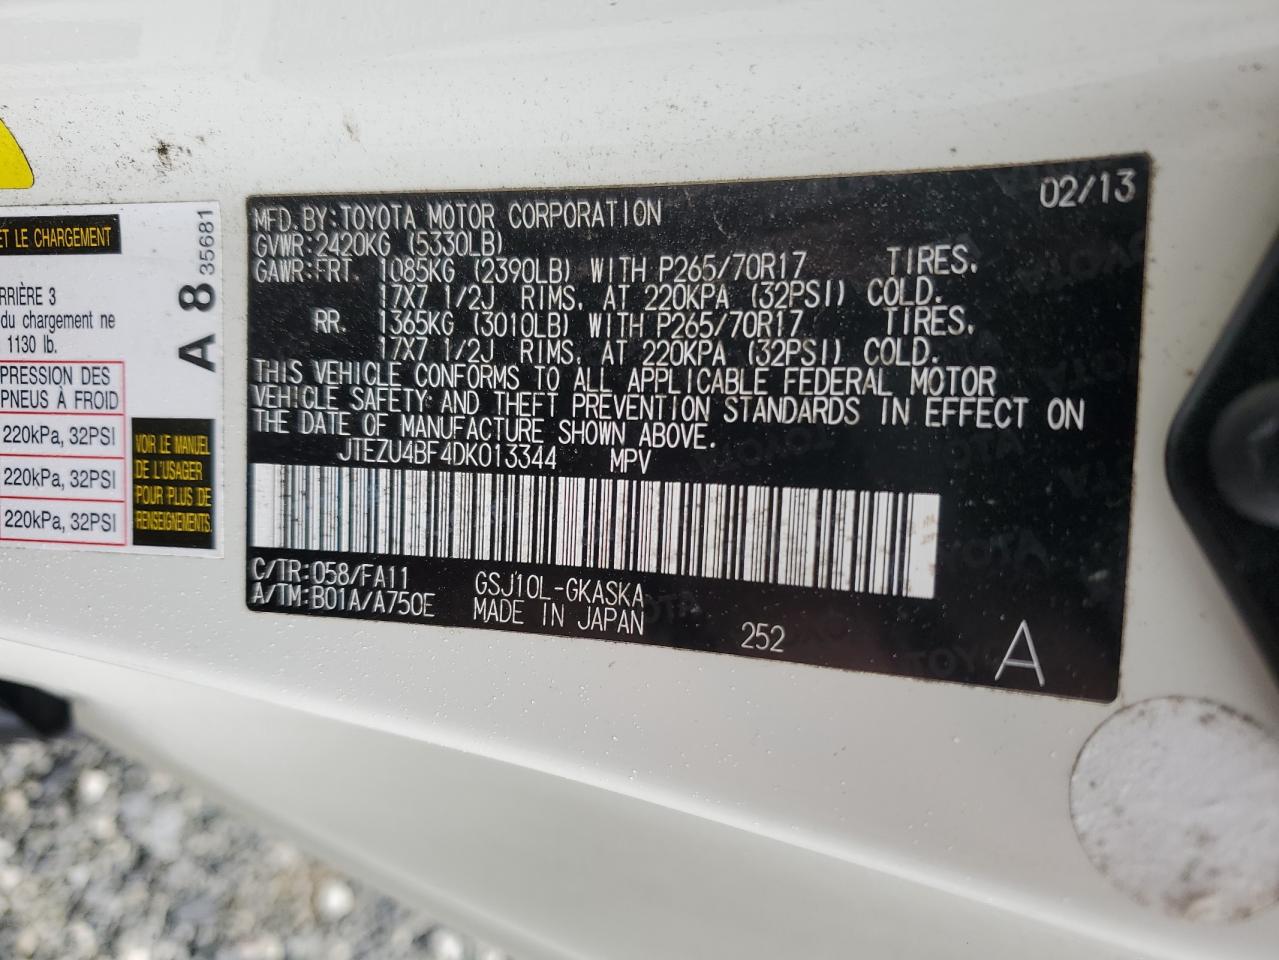 ET LE CHARGEMENT
RRIÈRE 3
du chargement ne
1130 lb.
PRESSION DES
PNEUS À FROID
220kPa, 32PSI
220kPa, 32PSI
220kPa, 32PSI
A 8 35681
VOIR LE MANUEL
DE L'USAGER
POUR PLUS DE
RENSEIGNEMENTS.
02/13
MFD.BY:TOYOTA MOTOR CORPORATION
GVWR:2420KG (5330LB)
GAWR:FRT. 1085KG (2390LB) WITH P265/70R17 TIRES.
17X7 1/2J RIMS. AT 220KPA (32PSI) COLD.
RR. 1365KG (3010LB) WITH P265/70R17 TIRES.
17X7 1/2J RIMS. AT 220KPA (32PSI) COLD.
THIS VEHICLE CONFORMS TO ALL APPLICABLE FEDERAL MOTOR
VEHICLE SAFETY AND THEFT PREVENTION STANDARDS IN EFFECT ON
THE DATE OF MANUFACTURE SHOWN ABOVE.
JTEZU4BF4DK013344 MPV
C/TR:058/FA11 GSJ10L-GKASKA
A/TM:B01A/A750E MADE IN JAPAN
252
A